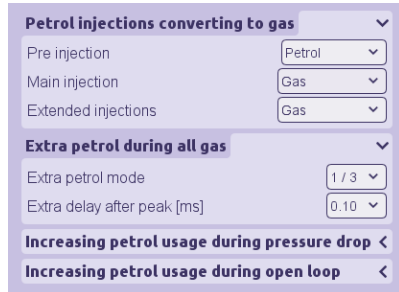 Petrol injections converting to gas
Pre injection Petrol
Main injection Gas
Extended injections Gas
Extra petrol during all gas
Extra petrol mode 1 / 3
Extra delay after peak [ms] 0.10
Increasing petrol usage during pressure drop
Increasing petrol usage during open loop